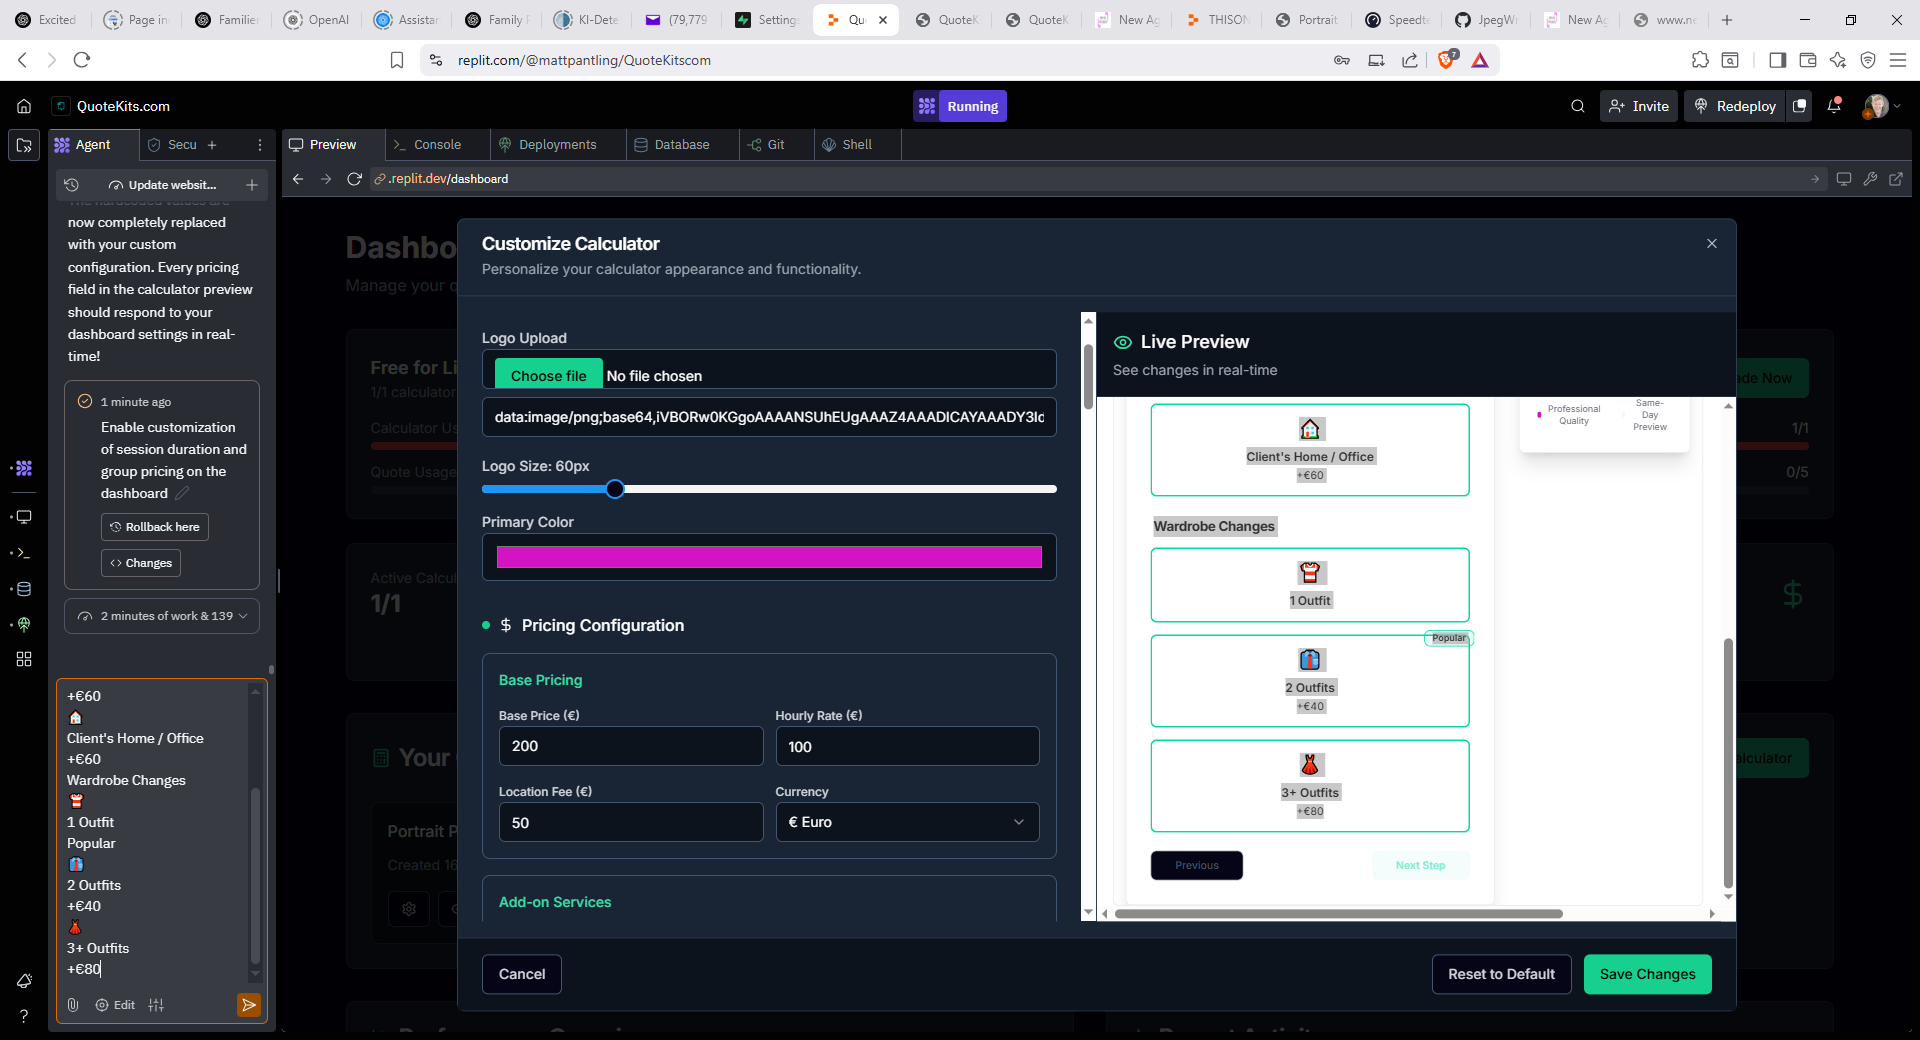 Excited
Page in
Familier
OpenAI
Assistar
Family
KI-Dete
(79,779
Setting
Qu
QuoteK
QuoteK
New Ag
THISON
Portrait
Speedte
JpegWr
New Ag
www.ne
replit.com/@mattpantling/QuoteKitscom
7
QuoteKits.com
Running
Invite
Redeploy
Agent
Secu
Preview
Console
Deployments
Database
Git
Shell
Update websit...
.replit.dev/dashboard
The hardcoded values are
now completely replaced
with your custom
configuration. Every pricing
field in the calculator preview
should respond to your
dashboard settings in real-
time!
1 minute ago
Enable customization
of session duration and
group pricing on the
dashboard
Rollback here
Changes
2 minutes of work & 139
+€60
Client's Home / Office
+€60
Wardrobe Changes
1 Outfit
Popular
2 Outfits
+€40
3+ Outfits
+€80
Edit
Dashbo
Manage your q
Free for Li
1/1 calculator
Calculator Us
Quote Usage
Active Calcul
1/1
Your
Portrait P
Created 16
Customize Calculator
Personalize your calculator appearance and functionality.
Logo Upload
Choose file No file chosen
data:image/png;base64,iVBORw0KGgoAAAANSUhEUgAAAZ4AAADICAYAAADY3Id
Logo Size: 60px
Primary Color
$ Pricing Configuration
Base Pricing
Base Price (€)
Hourly Rate (€)
200
100
Location Fee (€)
Currency
50
€ Euro
Add-on Services
Live Preview
See changes in real-time
Client's Home / Office
+€60
Wardrobe Changes
1 Outfit
Popular
2 Outfits
+€40
3+ Outfits
+€80
Previous
Next Step
Professional
Quality
Same-
Day
Preview
ade Now
1/1
0/5
$
alculator
Cancel
Reset to Default
Save Changes